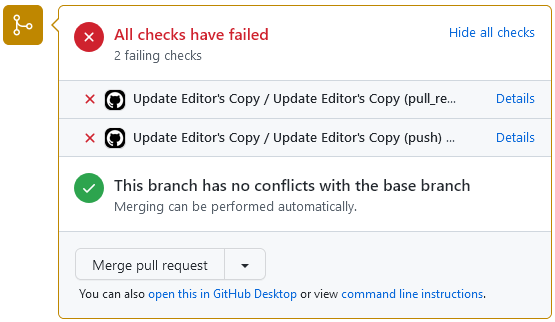 All checks have failed
Hide all checks
2 failing checks
Update Editor's Copy / Update Editor's Copy (pull_re...
Details
Update Editor's Copy / Update Editor's Copy (push) ...
Details
This branch has no conflicts with the base branch
Merging can be performed automatically.
Merge pull request
You can also open this in GitHub Desktop or view command line instructions.